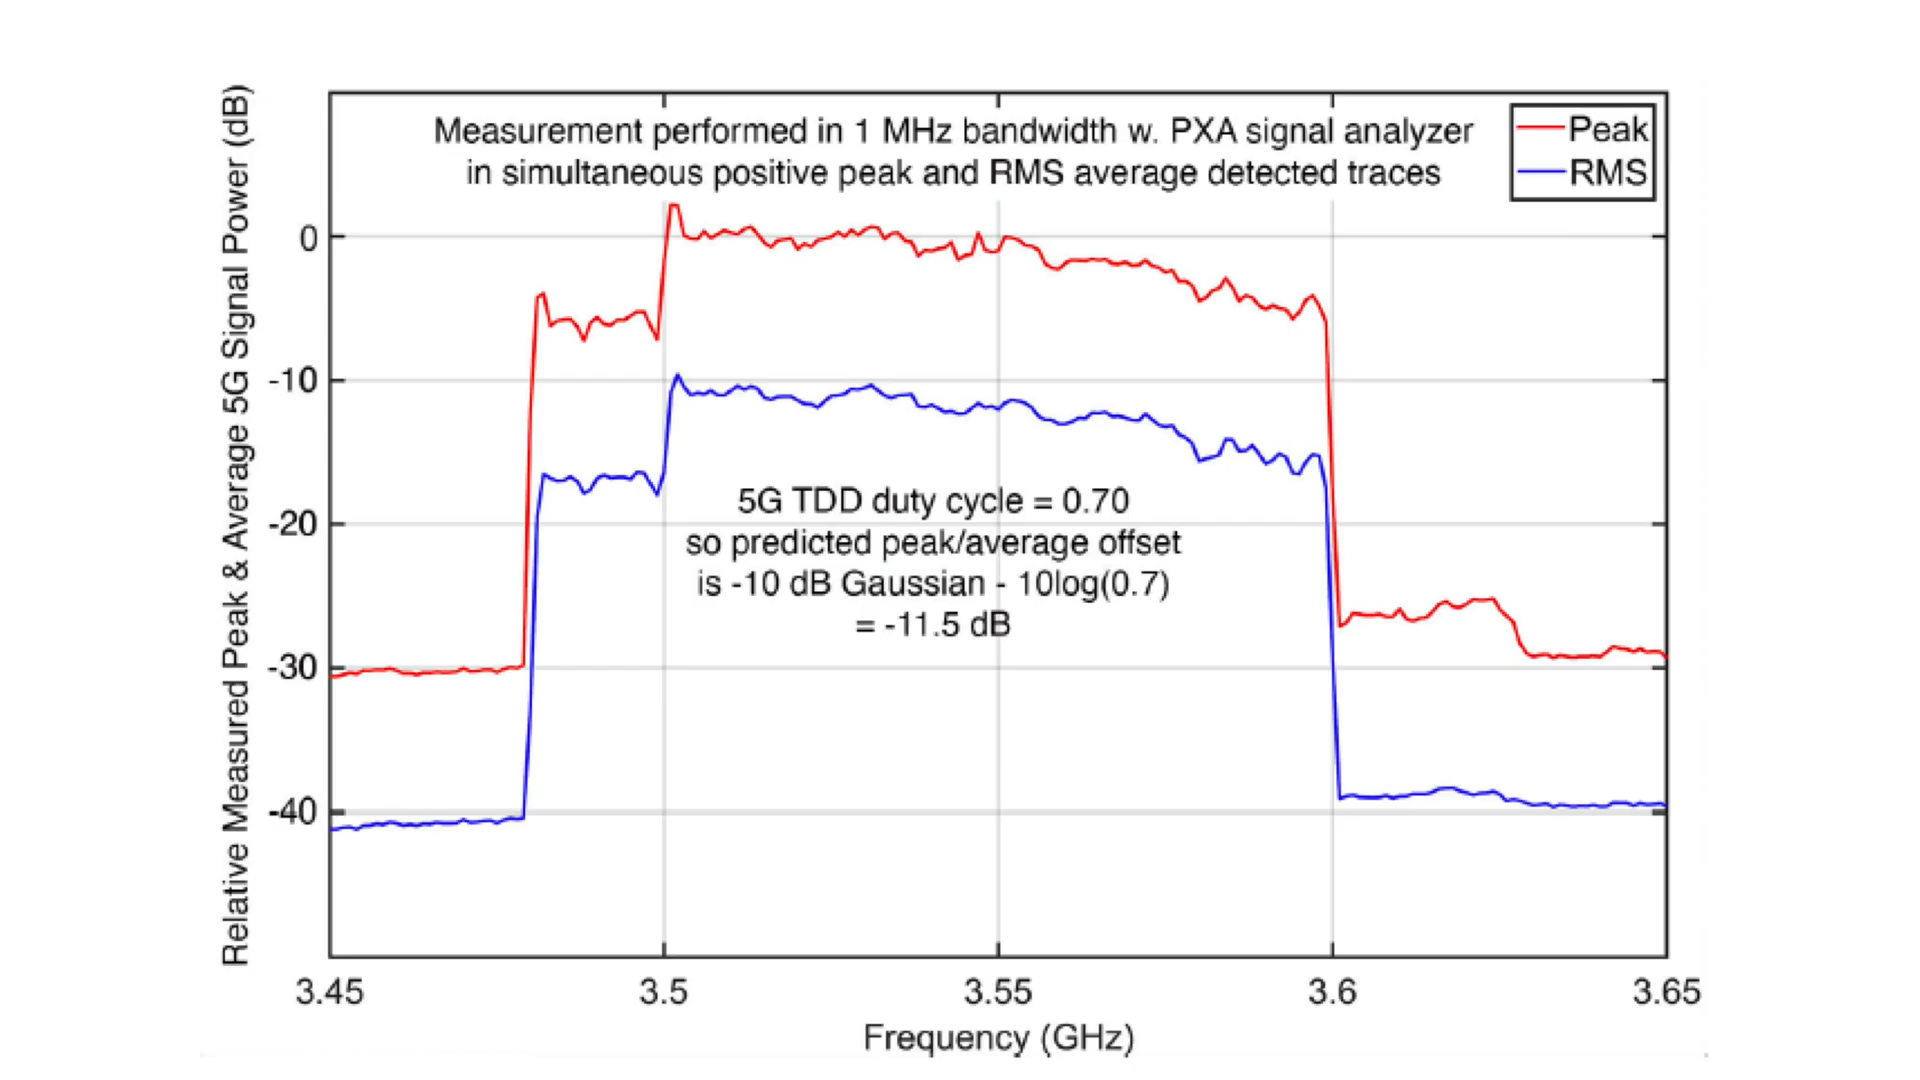 Relative Measured Peak & Average 5G Signal Power (dB)
Measurement performed in 1 MHz bandwidth w. PXA signal analyzer
in simultaneous positive peak and RMS average detected traces
Peak
RMS
0
-10
-20
-30
-40
5G TDD duty cycle = 0.70
so predicted peak/average offset
is -10 dB Gaussian - 10log(0.7)
= -11.5 dB
3.45
3.5
3.55
3.6
3.65
Frequency (GHz)